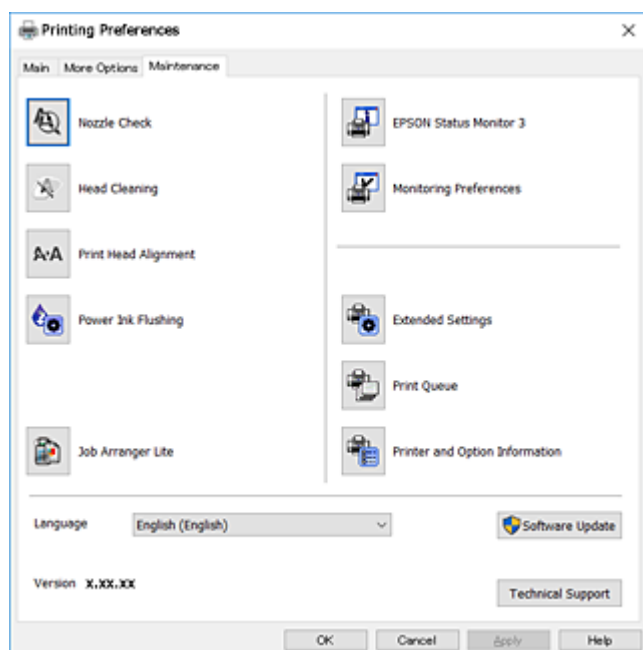 Printing Preferences
Main More Options Maintenance
Nozzle Check
Head Cleaning
A·A Print Head Alignment
Power Ink Flushing
Job Arranger Lite
EPSON Status Monitor 3
Monitoring Preferences
Extended Settings
Print Queue
Printer and Option Information
Language English (English) Software Update
Version X.XX.XX
Technical Support
OK Cancel Apply Help